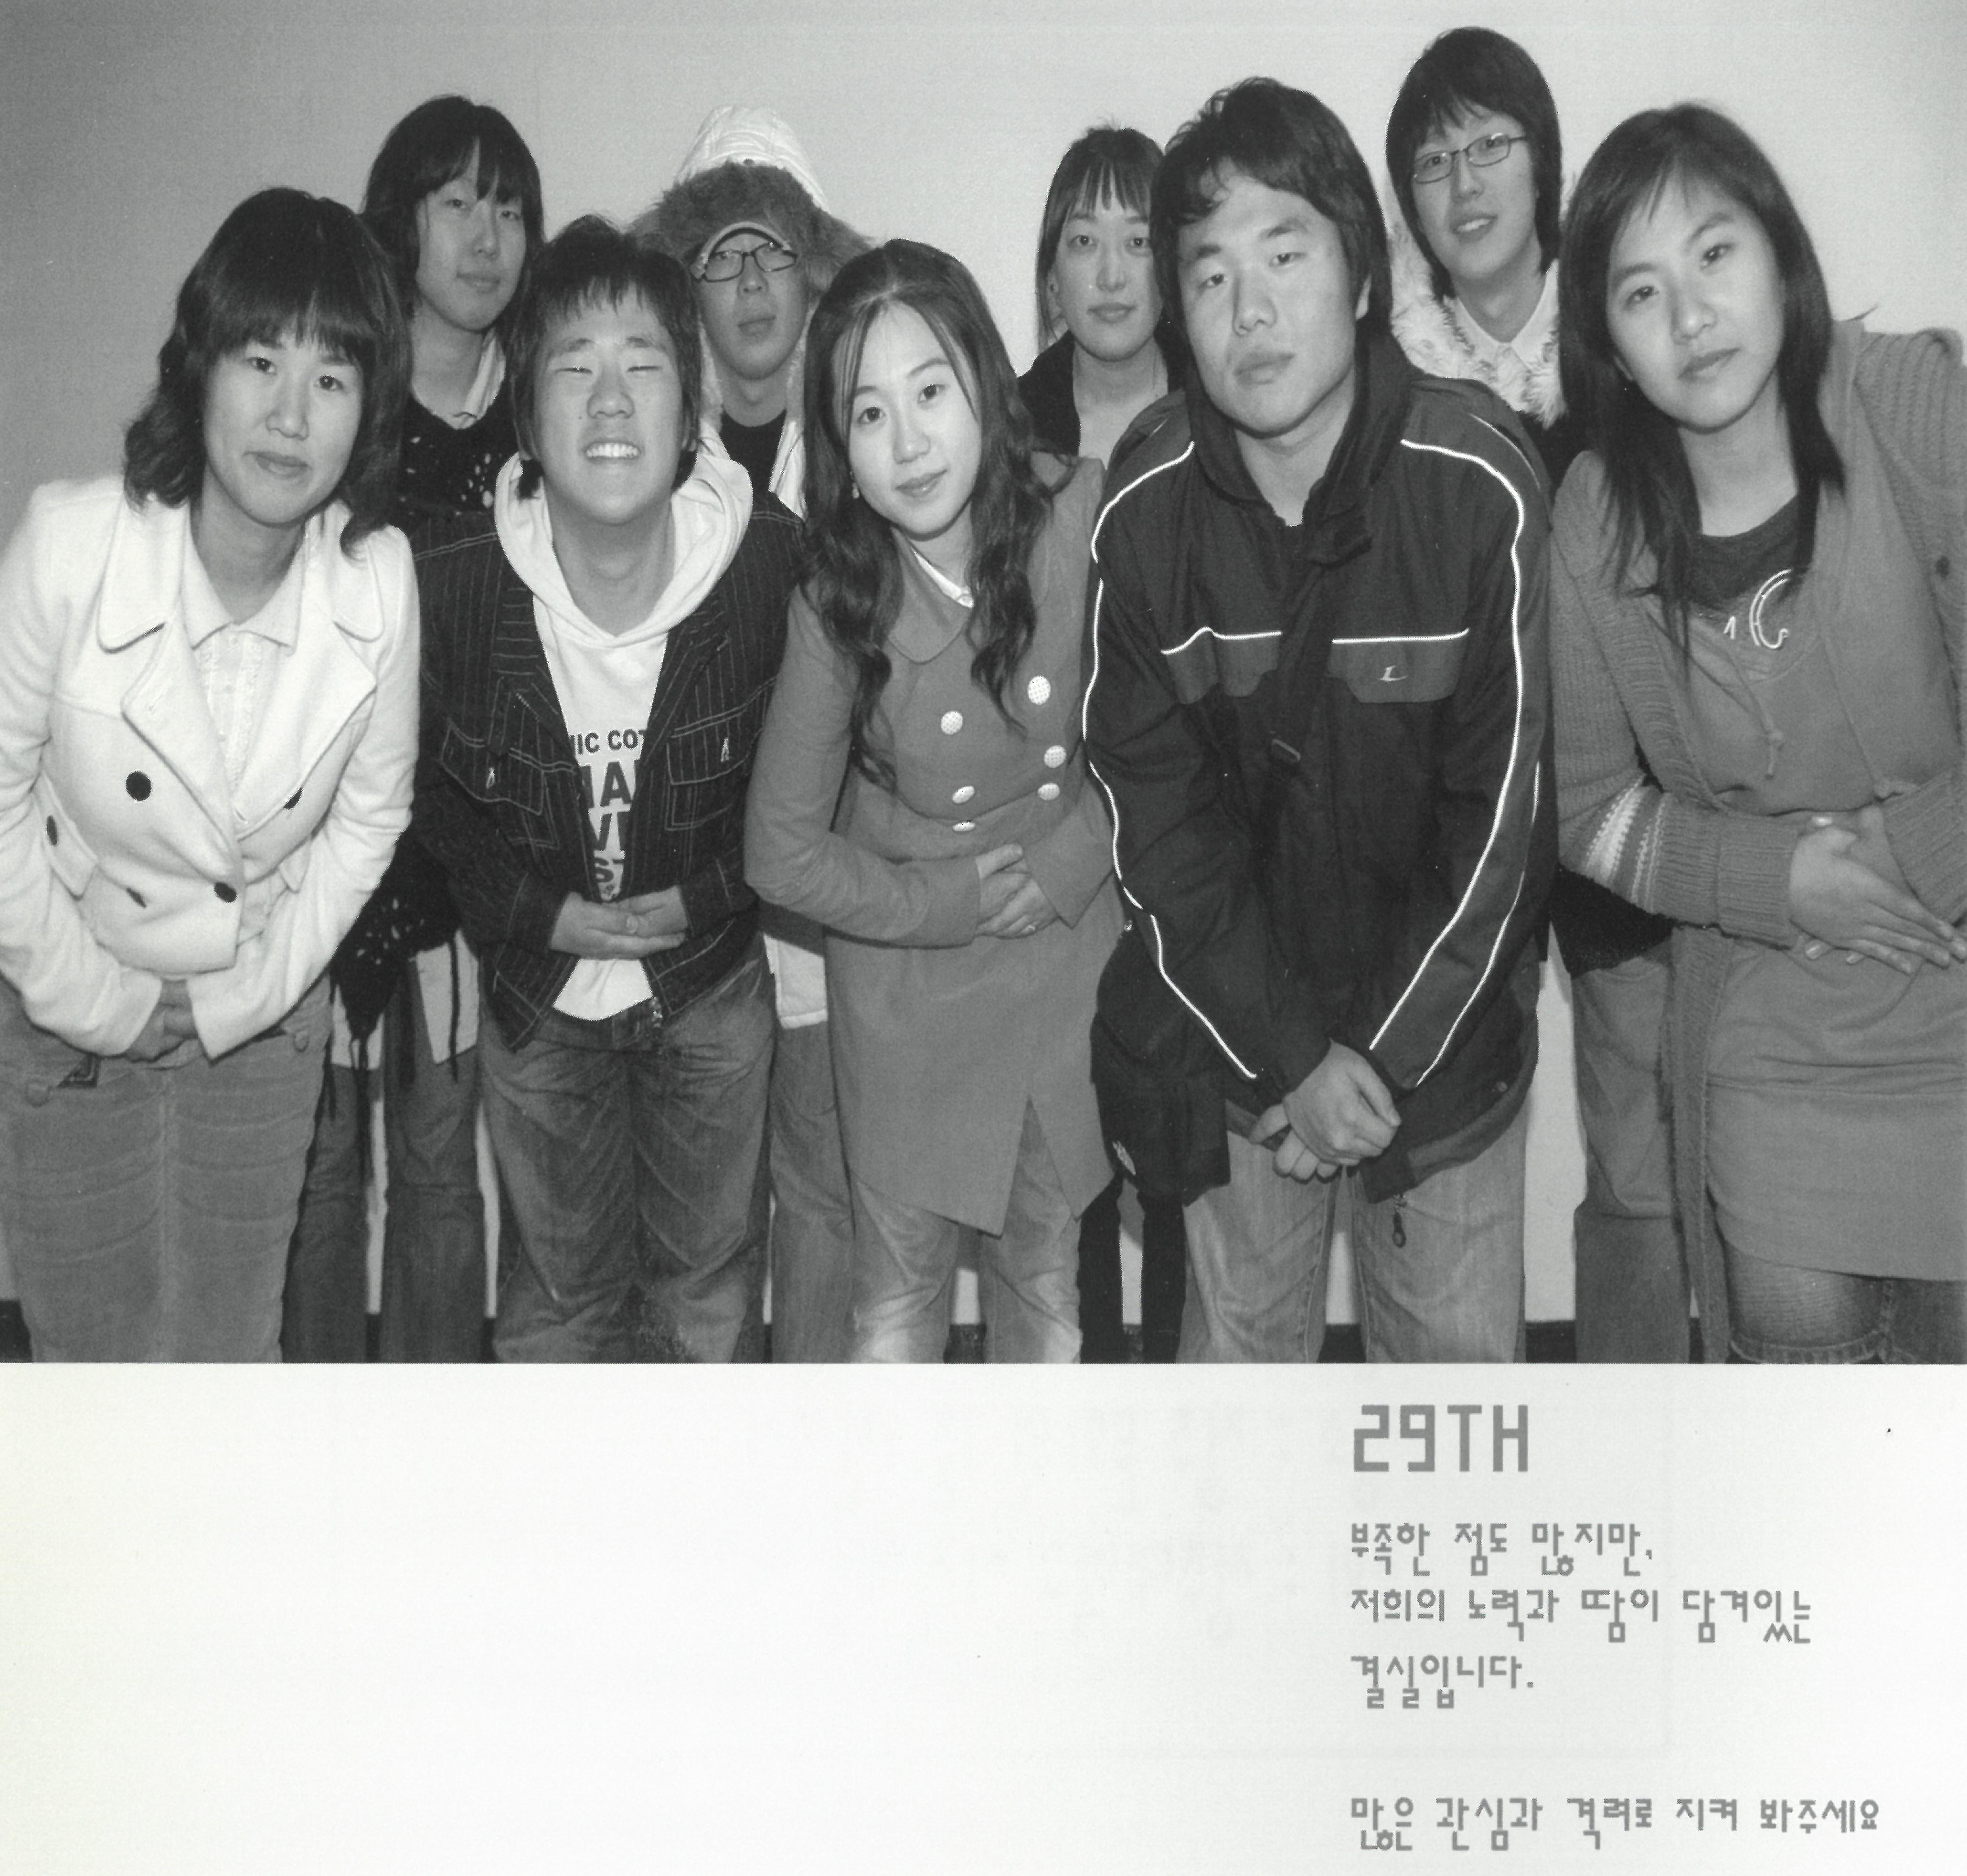 29TH
부족한 점도 많지만,
저희의 노력과 땀이 담겨있는
결실입니다.
많은 관심과 격려로 지켜 봐주세요